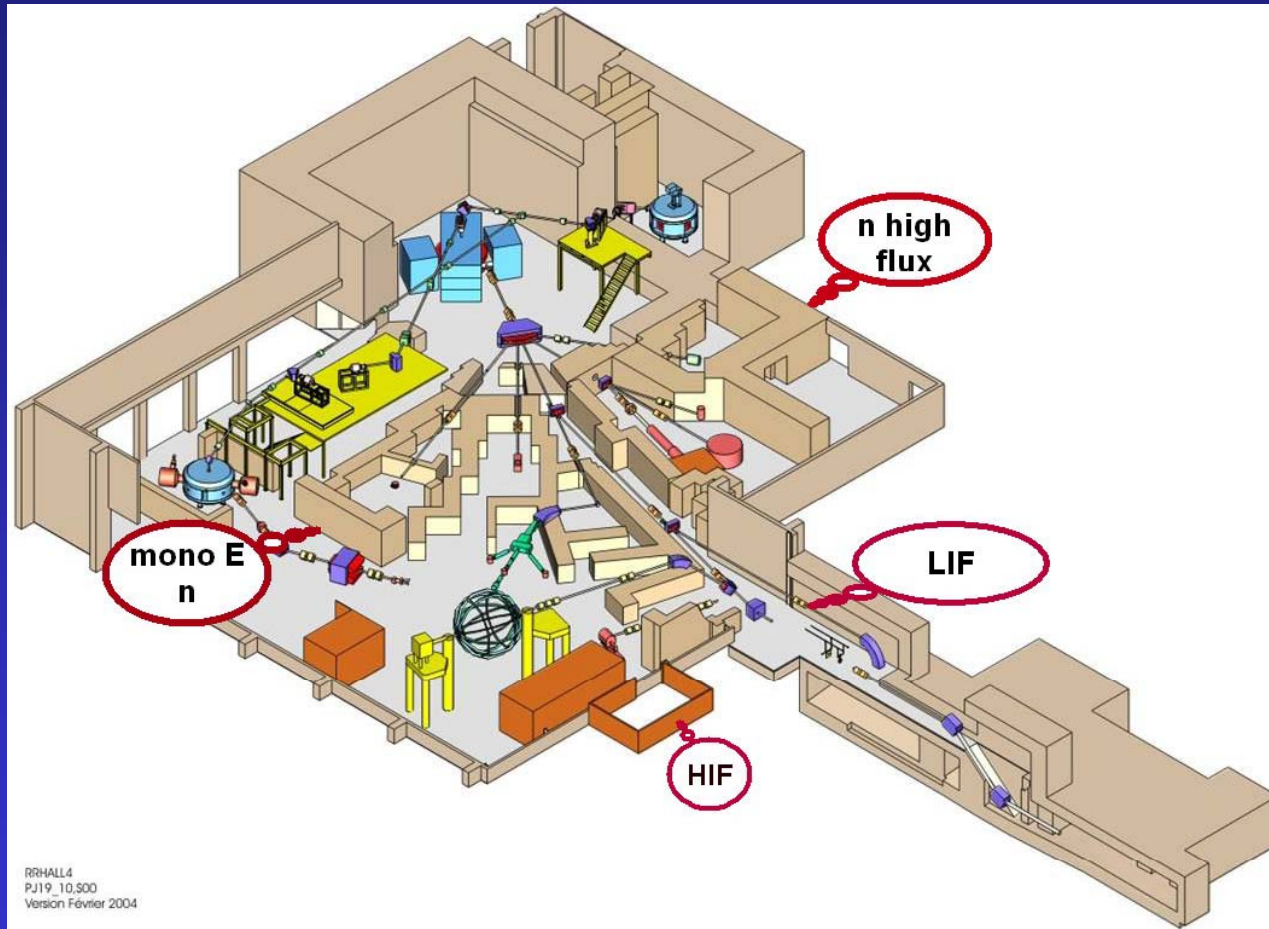 n high
flux
mono E
n
LIF
HIF
RRHALL4
PJ19_10,S00
Version Février 2004